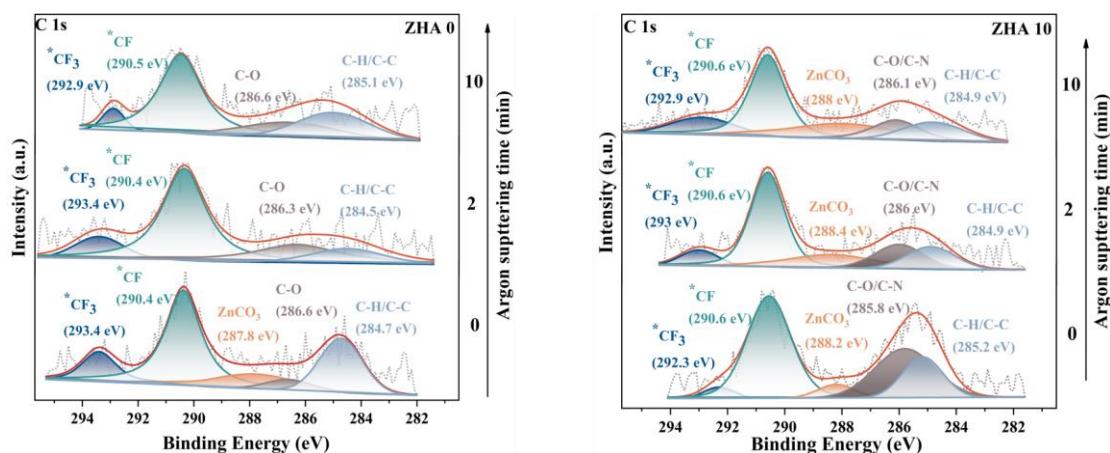 C 1s
ZHA 0
*CF
(290.5 eV)
*CF3
(292.9 eV)
C-O
(286.6 eV)
C-H/C-C
(285.1 eV)
*CF
(290.4 eV)
*CF3
(293.4 eV)
C-O
(286.3 eV)
C-H/C-C
(284.5 eV)
*CF
(290.4 eV)
*CF3
(293.4 eV)
ZnCO3
(287.8 eV)
C-O
(286.6 eV)
C-H/C-C
(284.7 eV)
Intensity (a.u.)
294 292 290 288 286 284 282
Binding Energy (eV)
10
2
0
Argon supttering time (min)
C 1s
ZHA 10
*CF
(290.6 eV)
*CF3
(292.9 eV)
ZnCO3
(288 eV)
C-O/C-N
(286.1 eV)
C-H/C-C
(284.9 eV)
*CF
(290.6 eV)
*CF3
(293 eV)
ZnCO3
(288.4 eV)
C-O/C-N
(286 eV)
C-H/C-C
(284.9 eV)
*CF
(290.6 eV)
*CF3
(292.3 eV)
ZnCO3
(288.2 eV)
C-O/C-N
(285.8 eV)
C-H/C-C
(285.2 eV)
Intensity (a.u.)
294 292 290 288 286 284 282
Binding Energy (eV)
10
2
0
Argon supttering time (min)